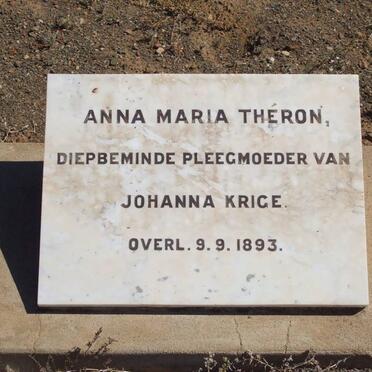 ANNA MARIA THERON,
DIEPBEMINDE PLEEGMOEDER VAN
JOHANNA KRIGE.
OVERL. 9. 9. 1893.